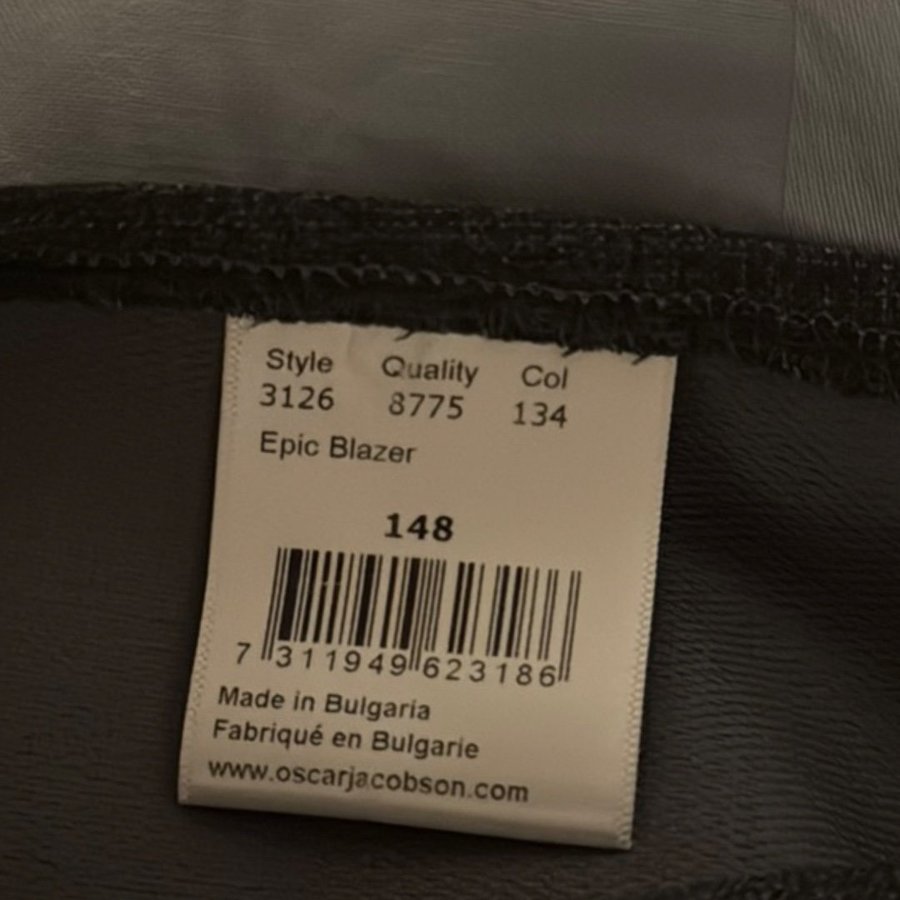 Style Quality Col
3126 8775 134
Epic Blazer
148
7 311949 623186
Made in Bulgaria
Fabriqué en Bulgarie
www.oscarjacobson.com